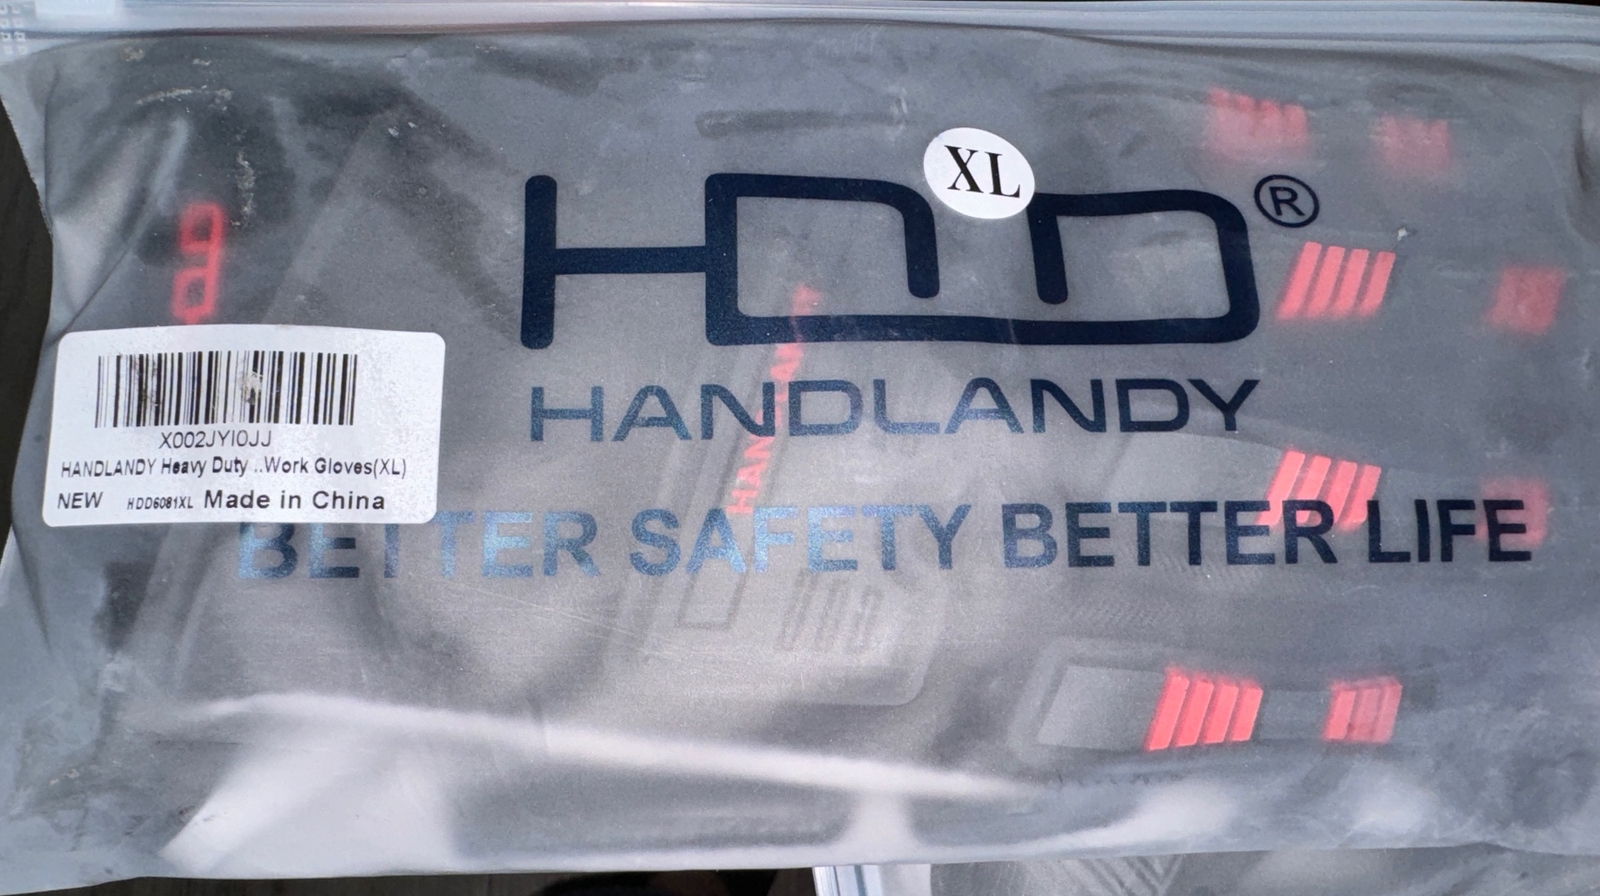 XL
HDD®
HANDLANDY
BETTER SAFETY BETTER LIFE
X002JYI0JJ
HANDLANDY Heavy Duty ..Work Gloves(XL)
NEW HDD6081XL Made in China